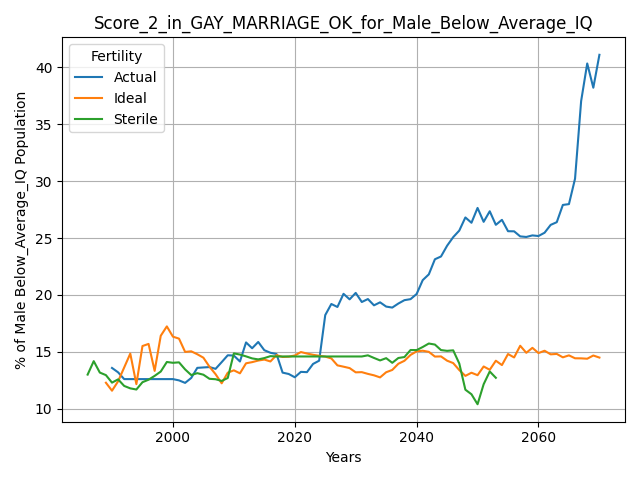 Score_2_in_GAY_MARRIAGE_OK_for_Male_Below_Average_IQ
Fertility
Actual
Ideal
Sterile
% of Male Below_Average_IQ Population
40
35
30
25
20
15
10
2000
2020
2040
2060
Years